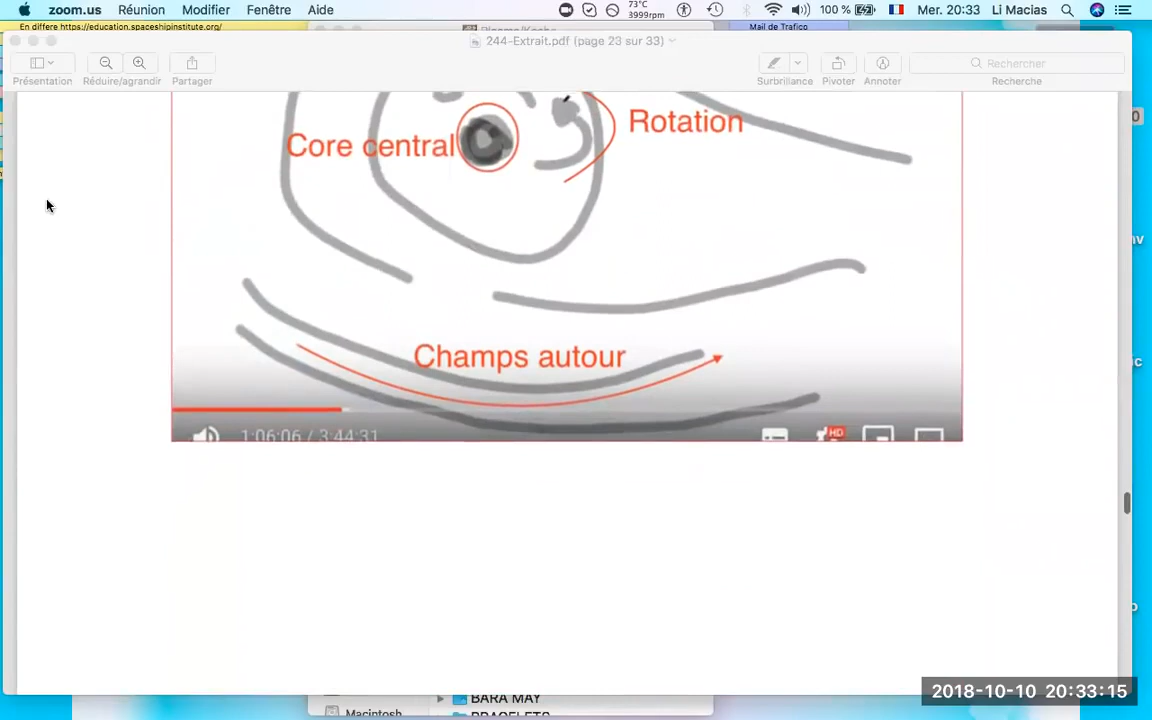 zoom.us Réunion Modifier Fenêtre Aide
73°C
3999rpm
100 %
Mer. 20:33 Li Macias
En differe https://education.spaceshipinstitute.org/
Mail de Trafico
244-Extrait.pdf (page 23 sur 33)
Rechercher
Présentation Réduire/agrandir Partager Surbrillance Pivoter Annoter Recherche
Rotation
Core central
Champs autour
1:06:06 / 3:44:31
HD
2018-10-10 20:33:15
BARA MAY
Macintosh
BRACELETS